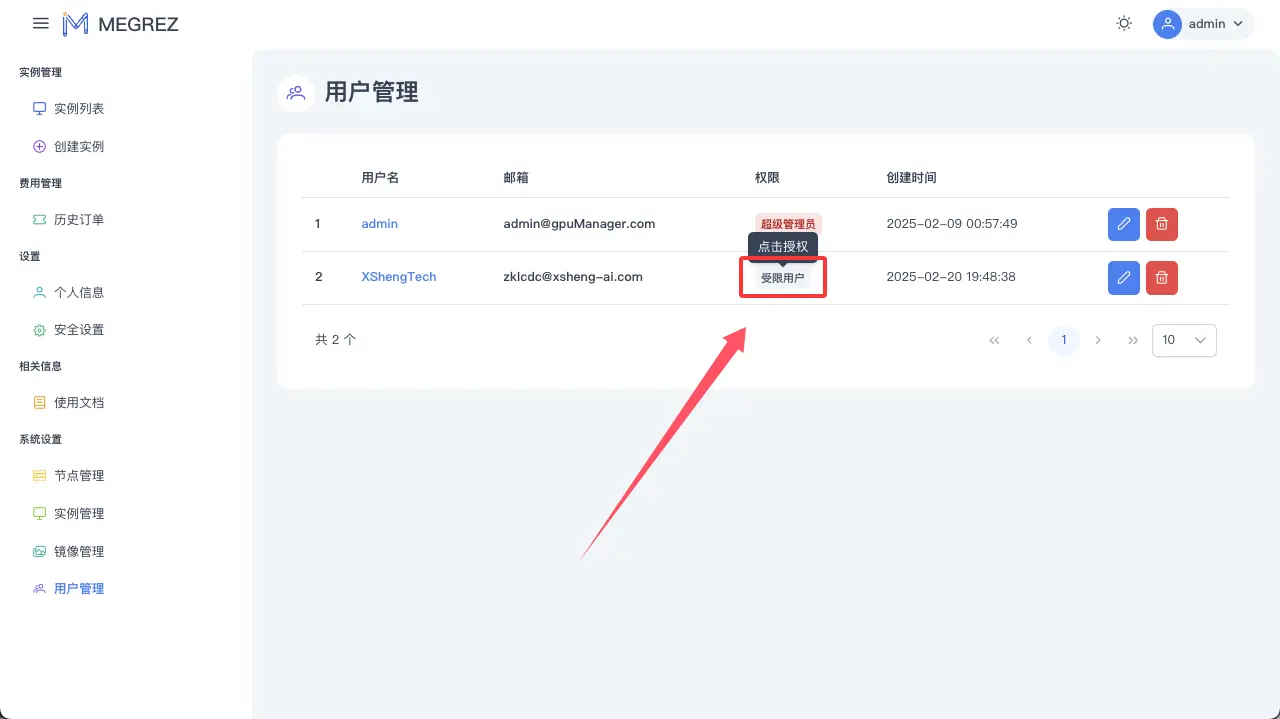 MEGREZ
admin
实例管理
实例列表
创建实例
费用管理
历史订单
设置
个人信息
安全设置
相关信息
使用文档
系统设置
节点管理
实例管理
镜像管理
用户管理
用户管理
用户名 邮箱 权限 创建时间
1 admin admin@gpuManager.com 超级管理员 2025-02-09 00:57:49
点击授权
2 XShengTech zklcdc@xsheng-ai.com 受限用户 2025-02-20 19:48:38
共 2 个 « ‹ 1 › » 10